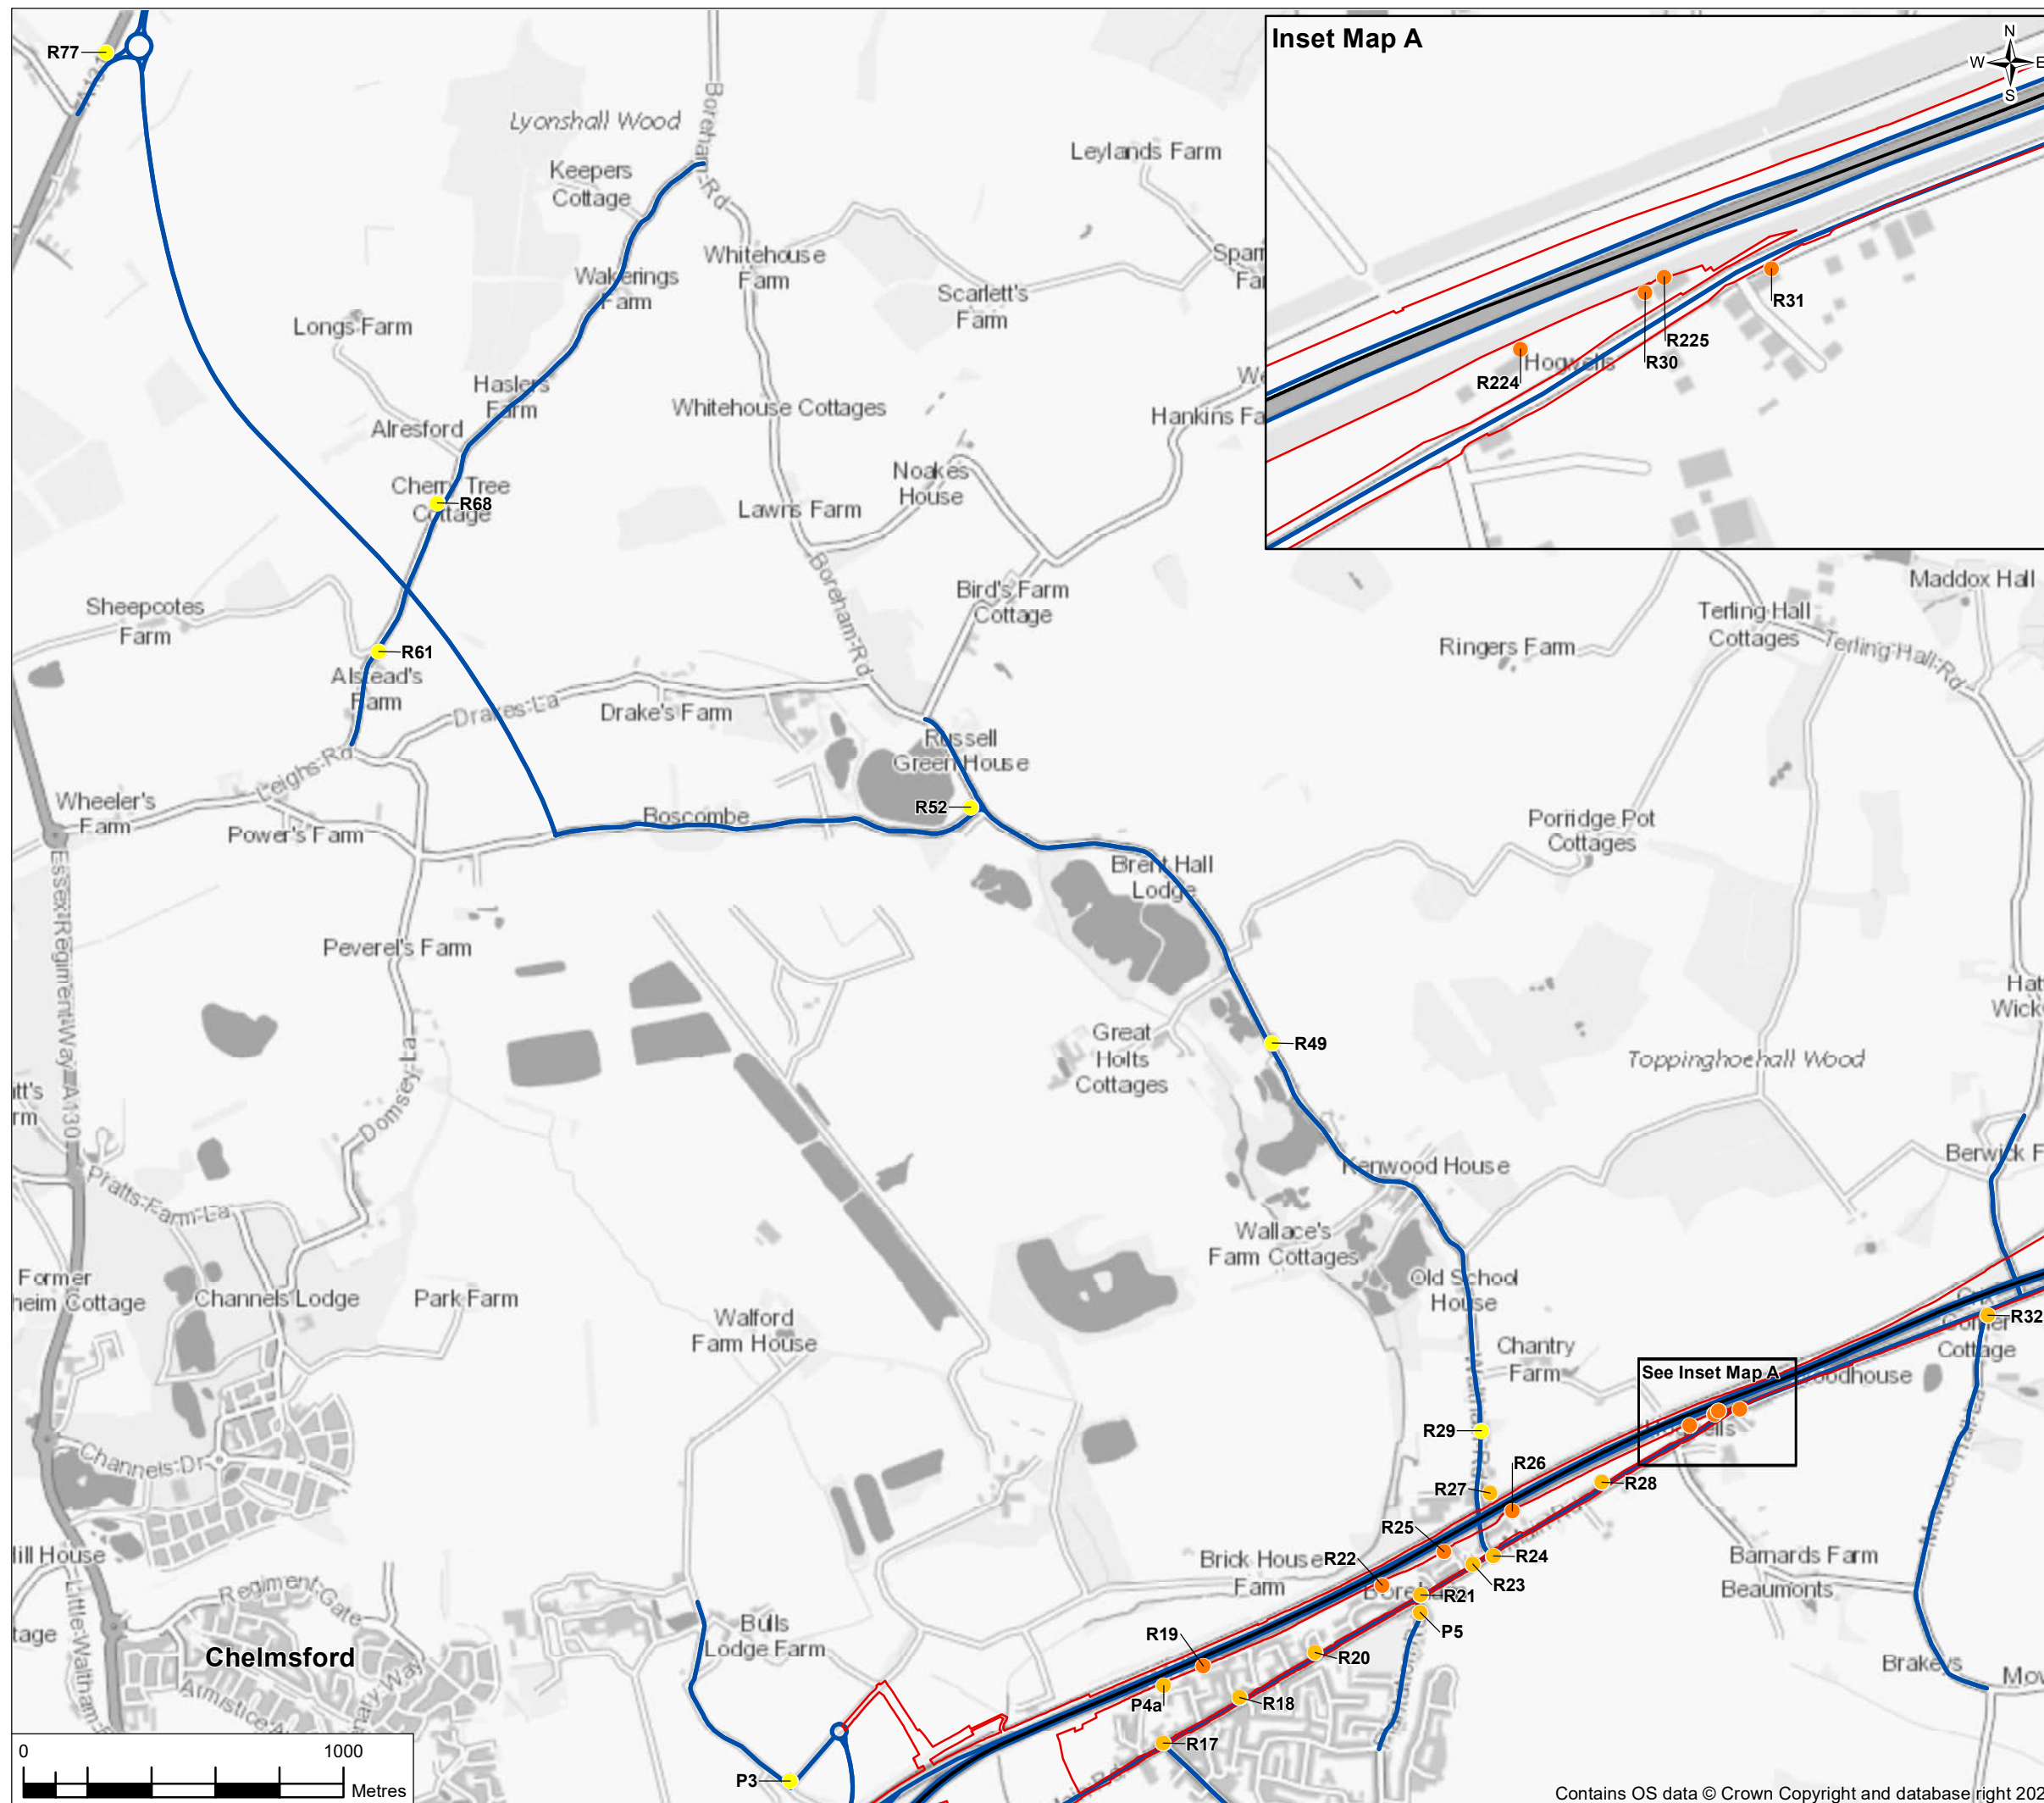 R77
A131
Lyonshall Wood
Keepers
Cottage
Boreham Rd
Leylands Farm
Inset Map A
N
W
E
S
R31
R225
R30
R224
Hogwells
Whitehouse
Farm
Wakerings
Farm
Scarlett's
Farm
Longs Farm
Haslers
Farm
Whitehouse Cottages
Alresford
Cherry Tree
Cottage
R68
Noakes
House
Lawns Farm
Boreham-Rd
Bird's Farm
Cottage
Sheepcotes
Farm
R61
Alstead's
Farm
Drakes-La
Drake's Farm
Ringers Farm
Terling Hall
Cottages
Maddox Hall
Terling-Hall-Rd
Russell
Green House
Leighs-Rd
Wheeler's
Farm
Power's Farm
Boscombe
R52
Brent Hall
Lodge
Porridge Pot
Cottages
Essex-Regiment-Way-A130
Peverel's Farm
Domsey-La
Great
Holts
Cottages
R49
Toppinghoehall Wood
Kenwood House
Pratts-Farm-La
Wallace's
Farm Cottages
Old School
House
Former
heim Cottage
Channels Lodge
Park Farm
Walford
Farm House
Chantry
Farm
See Inset Map A
R32
Cottage
R29
R26
R27
R28
R25
R24
R23
R22
Brick House
Farm
R21
P5
Barnards Farm
Beaumonts
Channels-Dr
Regiment-Gate
Chelmsford
Bulls
Lodge Farm
R19
R20
P4a
R18
R17
P3
Brakeys
0
1000
Metres
Contains OS data © Crown Copyright and database right 202